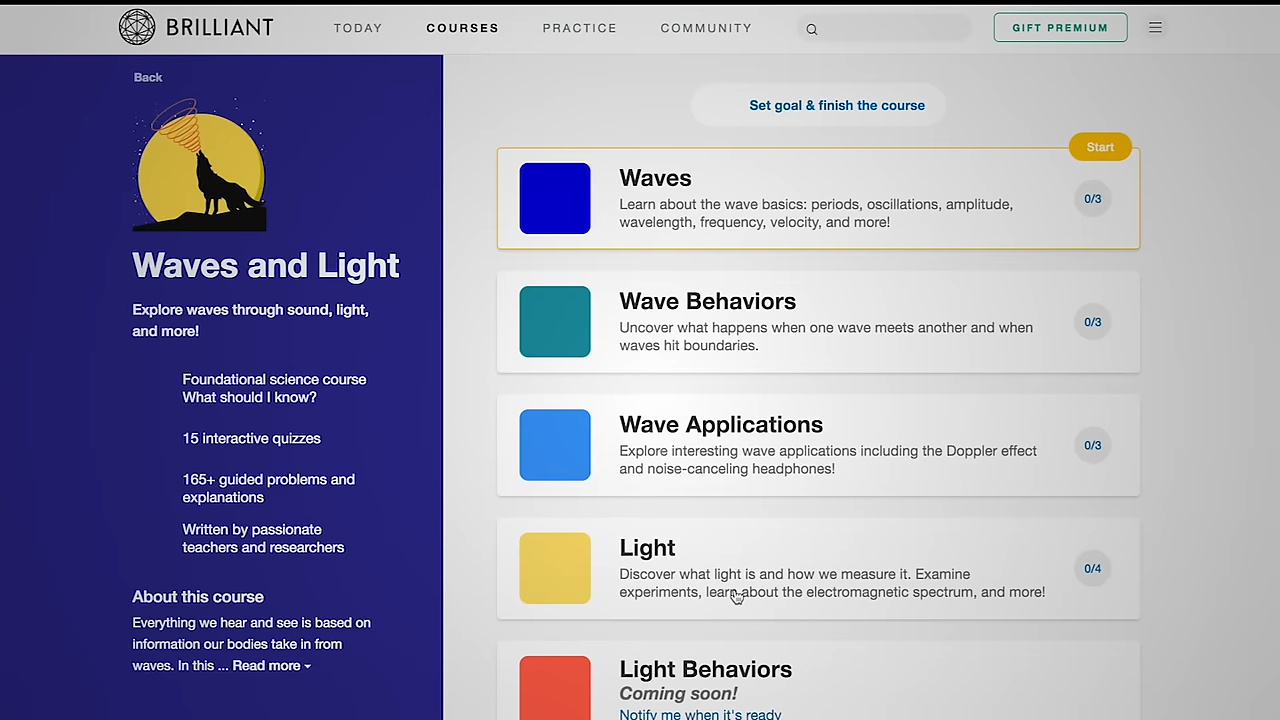 BRILLIANT
TODAY
COURSES
PRACTICE
COMMUNITY
GIFT PREMIUM
Back
Waves and Light
Explore waves through sound, light,
and more!
Foundational science course
What should I know?
15 interactive quizzes
165+ guided problems and
explanations
Written by passionate
teachers and researchers
About this course
Everything we hear and see is based on
information our bodies take in from
waves. In this ... Read more
Set goal & finish the course
Start
Waves
Learn about the wave basics: periods, oscillations, amplitude,
wavelength, frequency, velocity, and more!
0/3
Wave Behaviors
Uncover what happens when one wave meets another and when
waves hit boundaries.
0/3
Wave Applications
Explore interesting wave applications including the Doppler effect
and noise-canceling headphones!
0/3
Light
Discover what light is and how we measure it. Examine
experiments, learn about the electromagnetic spectrum, and more!
0/4
Light Behaviors
Coming soon!
Notify me when it's ready